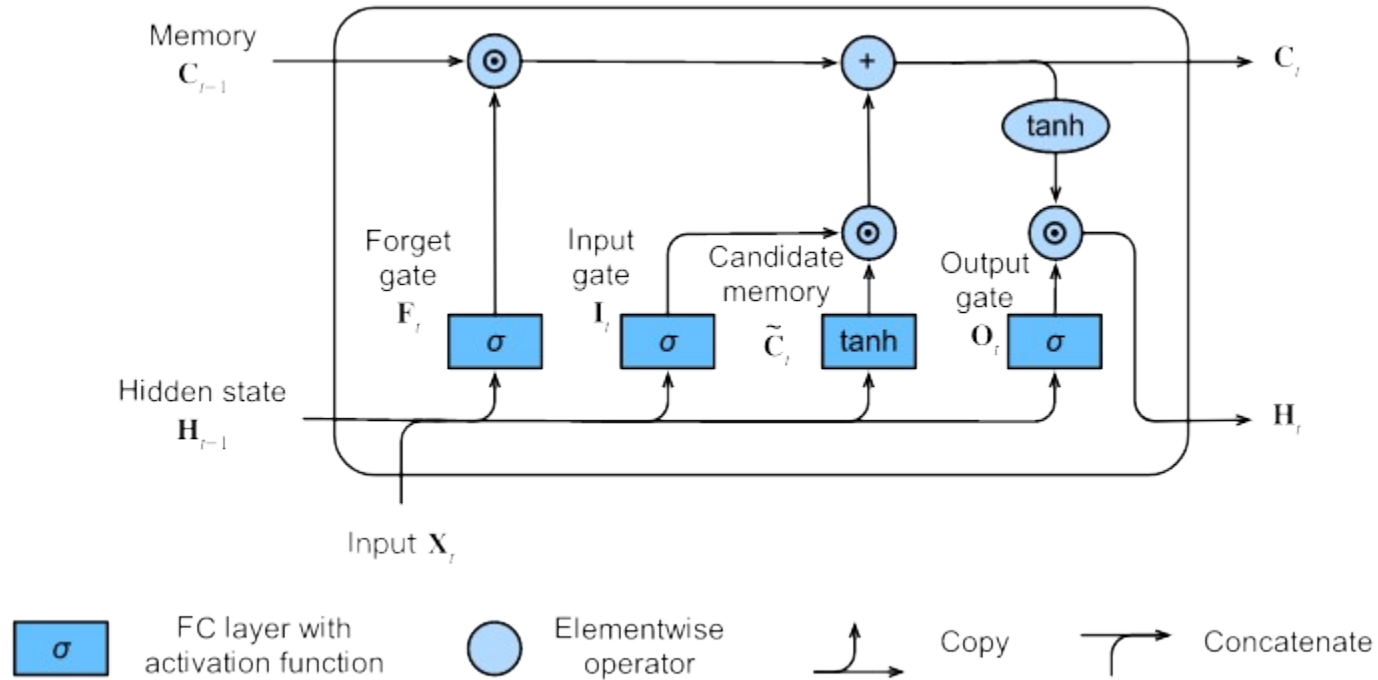 Memory
C_{t-1}
⊙
+
C_t
tanh
Forget
gate
F_t
Input
gate
I_t
⊙
Candidate
memory
C̃_t
⊙
Output
gate
O_t
σ
σ
tanh
σ
Hidden state
H_{t-1}
H_t
Input X_t
σ
FC layer with
activation function
Elementwise
operator
Copy
Concatenate